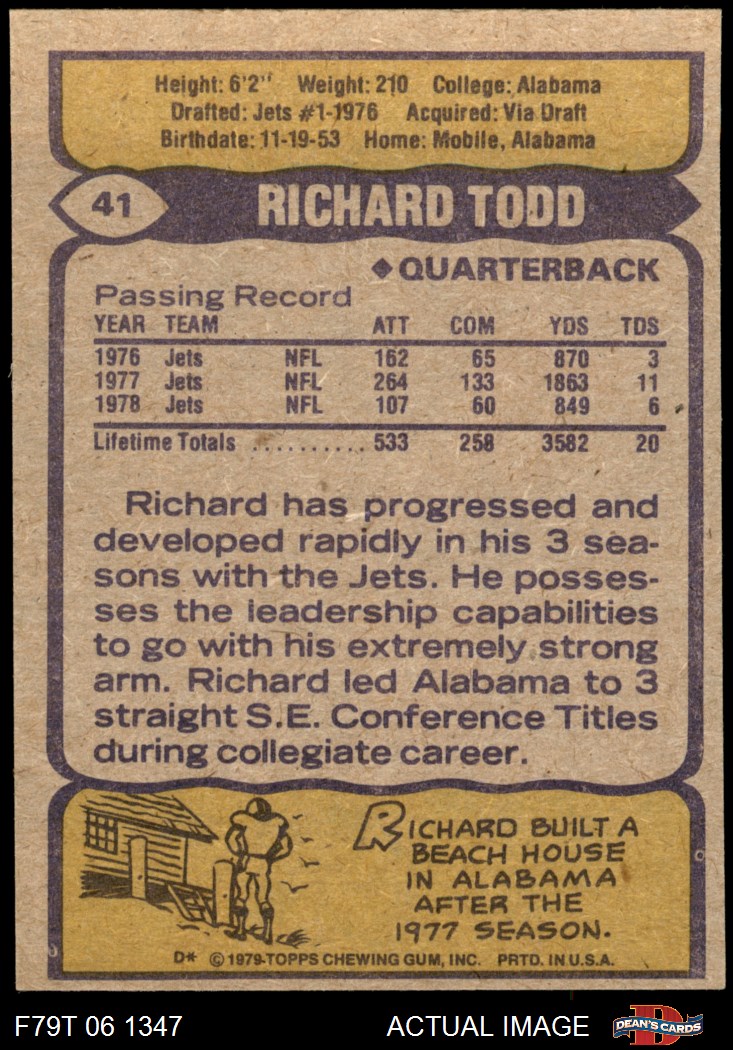 Height: 6'2" Weight: 210 College: Alabama
Drafted: Jets #1-1976 Acquired: Via Draft
Birthdate: 11-19-53 Home: Mobile, Alabama
41 RICHARD TODD
◆QUARTERBACK
Passing Record
YEAR TEAM ATT COM YDS TDS
1976 Jets NFL 162 65 870 3
1977 Jets NFL 264 133 1863 11
1978 Jets NFL 107 60 849 6
Lifetime Totals .......... 533 258 3582 20
Richard has progressed and
developed rapidly in his 3 sea-
sons with the Jets. He posses-
ses the leadership capabilities
to go with his extremely strong
arm. Richard led Alabama to 3
straight S.E. Conference Titles
during collegiate career.
RICHARD BUILT A
BEACH HOUSE
IN ALABAMA
AFTER THE
1977 SEASON.
D* © 1979-TOPPS CHEWING GUM, INC. PRTD. IN U.S.A.
F79T 06 1347 ACTUAL IMAGE D DEAN'S CARDS